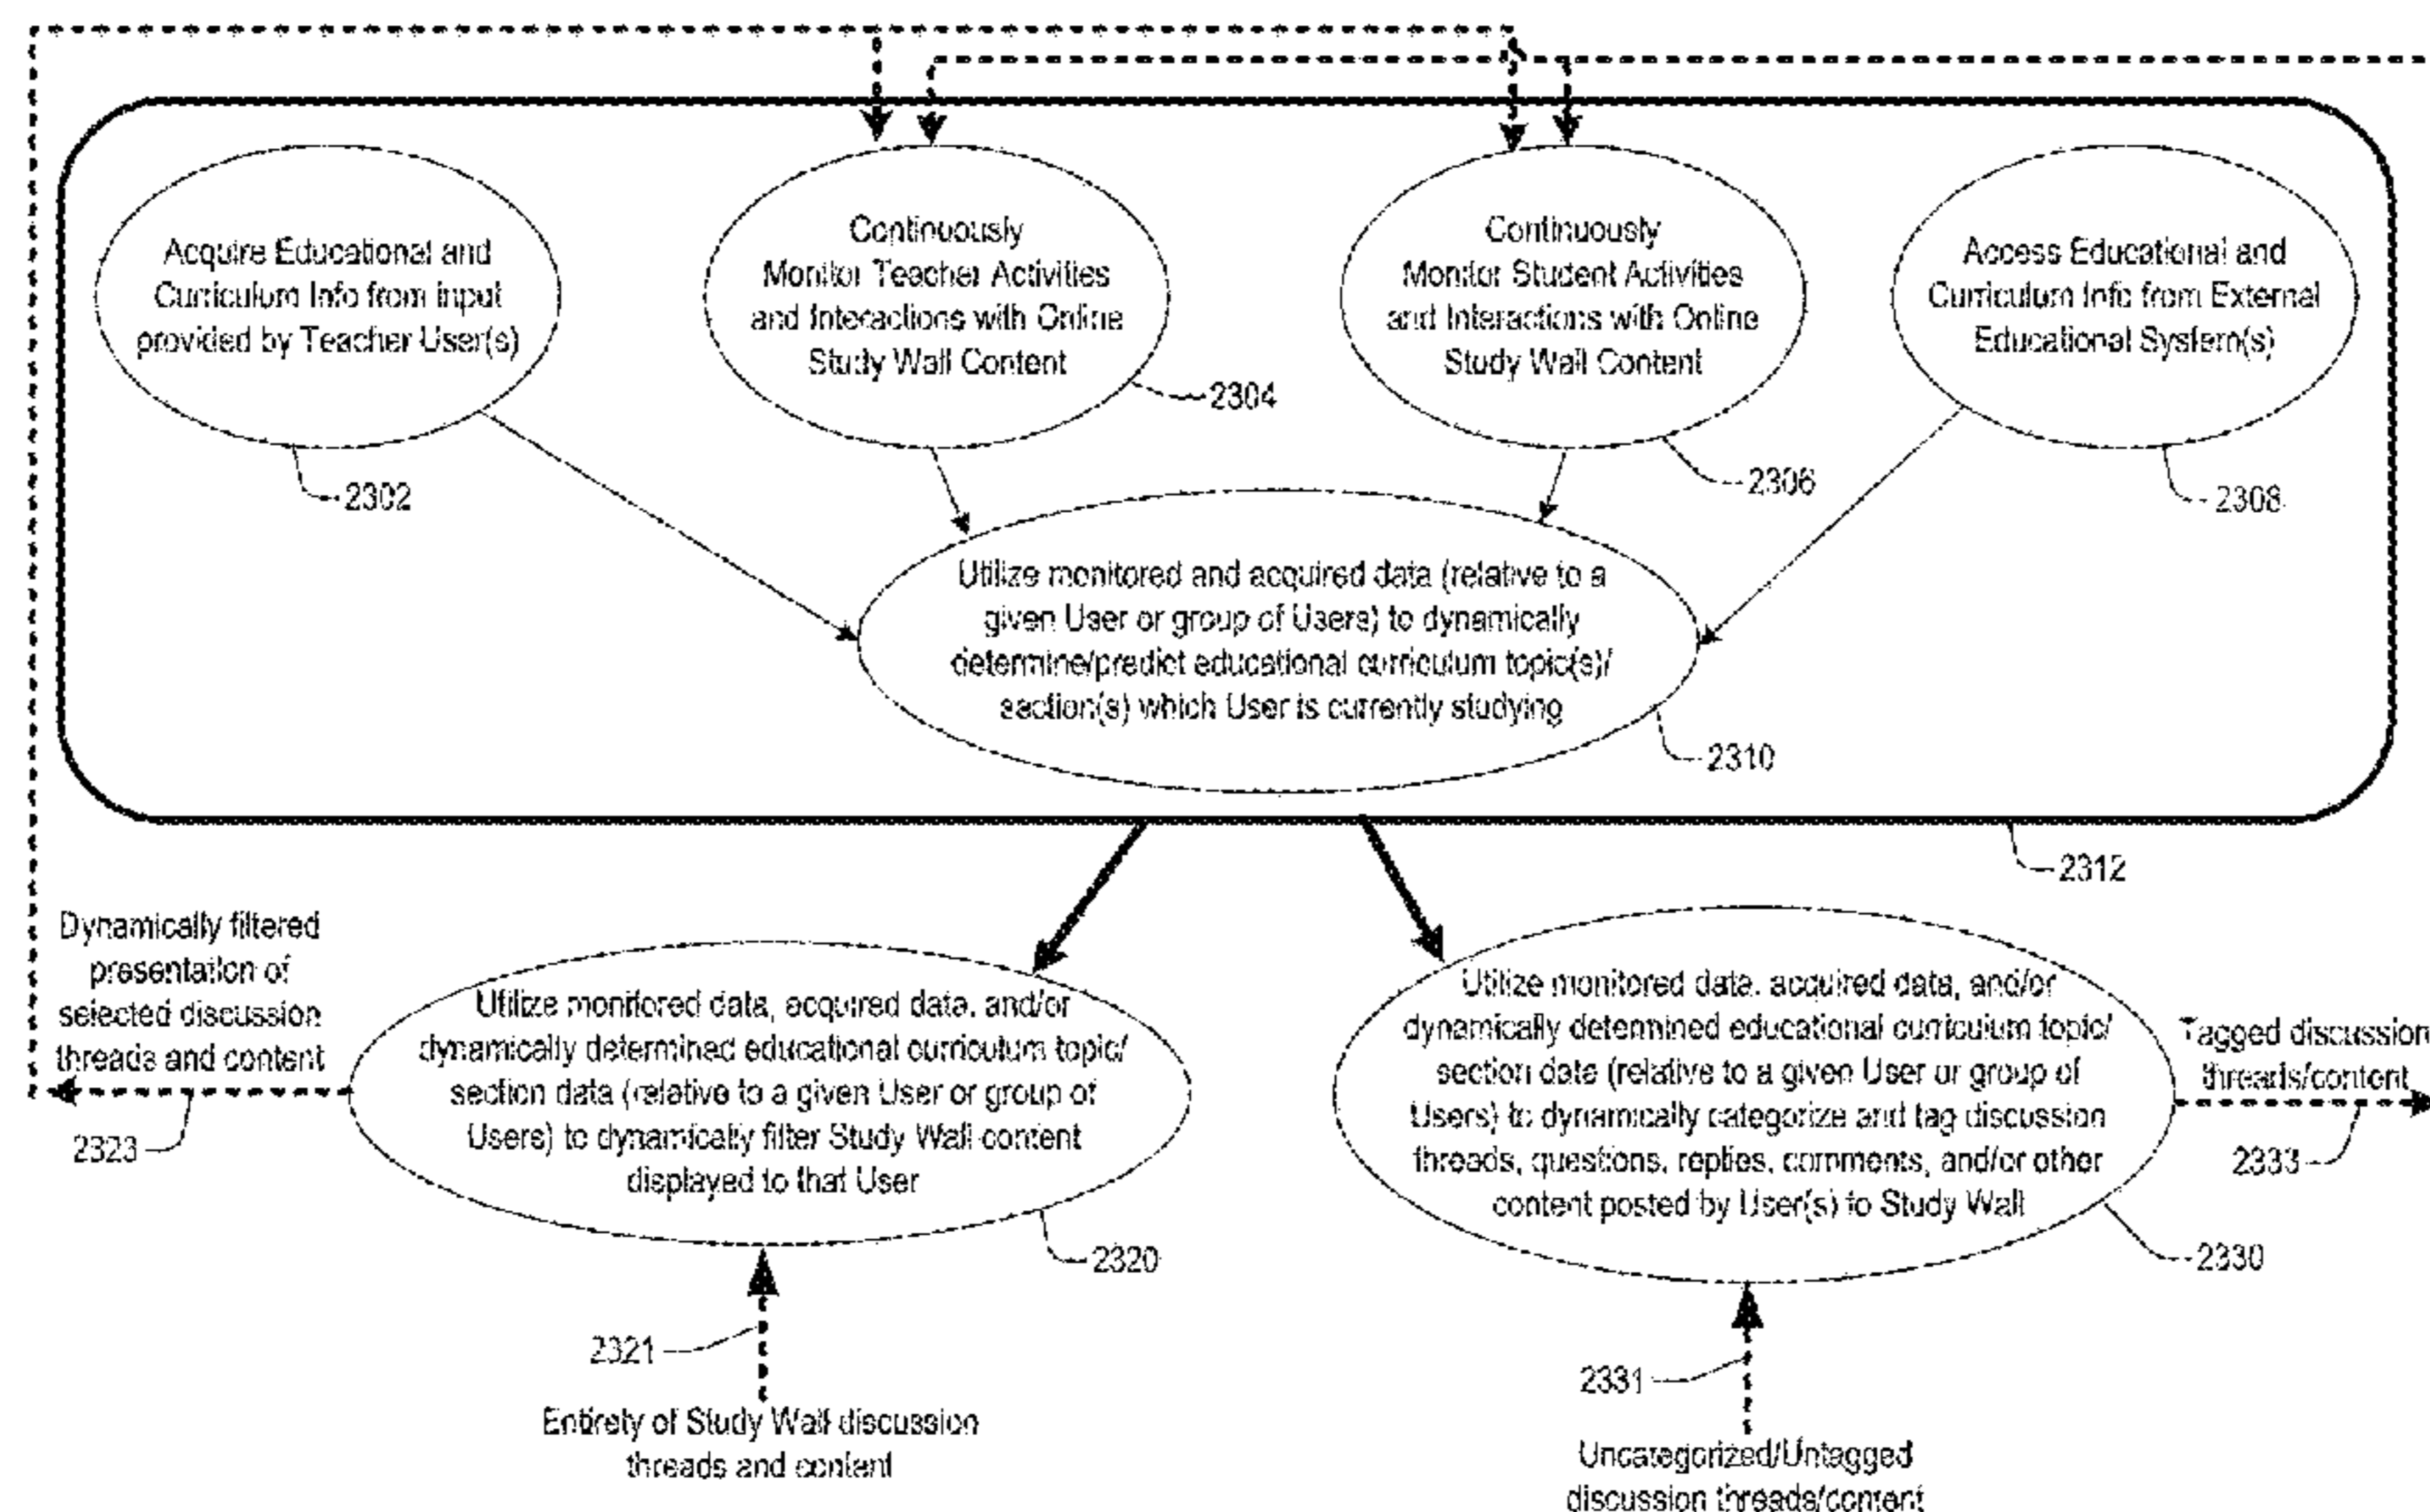 Acquire Educational and
Curriculum Info from input
provided by Teacher User(s)
2302
Continuously
Monitor Teacher Activities
and Interactions with Online
Study Wall Content
2304
Continuously
Monitor Student Activities
and Interactions with Online
Study Wall Content
2306
Access Educational and
Curriculum Info from External
Educational System(s)
2308
Utilize monitored and acquired data (relative to a
given User or group of Users) to dynamically
determine/predict educational curriculum topic(s)/
section(s) which User is currently studying
2310
2312
Dynamically filtered
presentation of
selected discussion
threads and content
2323
Utilize monitored data, acquired data, and/or
dynamically determined educational curriculum topic/
section data (relative to a given User or group of
Users) to dynamically filter Study Wall content
displayed to that User
2320
2321
Entirety of Study Wall discussion
threads and content
Utilize monitored data, acquired data, and/or
dynamically determined educational curriculum topic/
section data (relative to a given User or group of
Users) to dynamically categorize and tag discussion
threads, questions, replies, comments, and/or other
content posted by User(s) to Study Wall
2330
Tagged discussion
threads/content
2333
2331
Uncategorized/Untagged
discussion threads/content